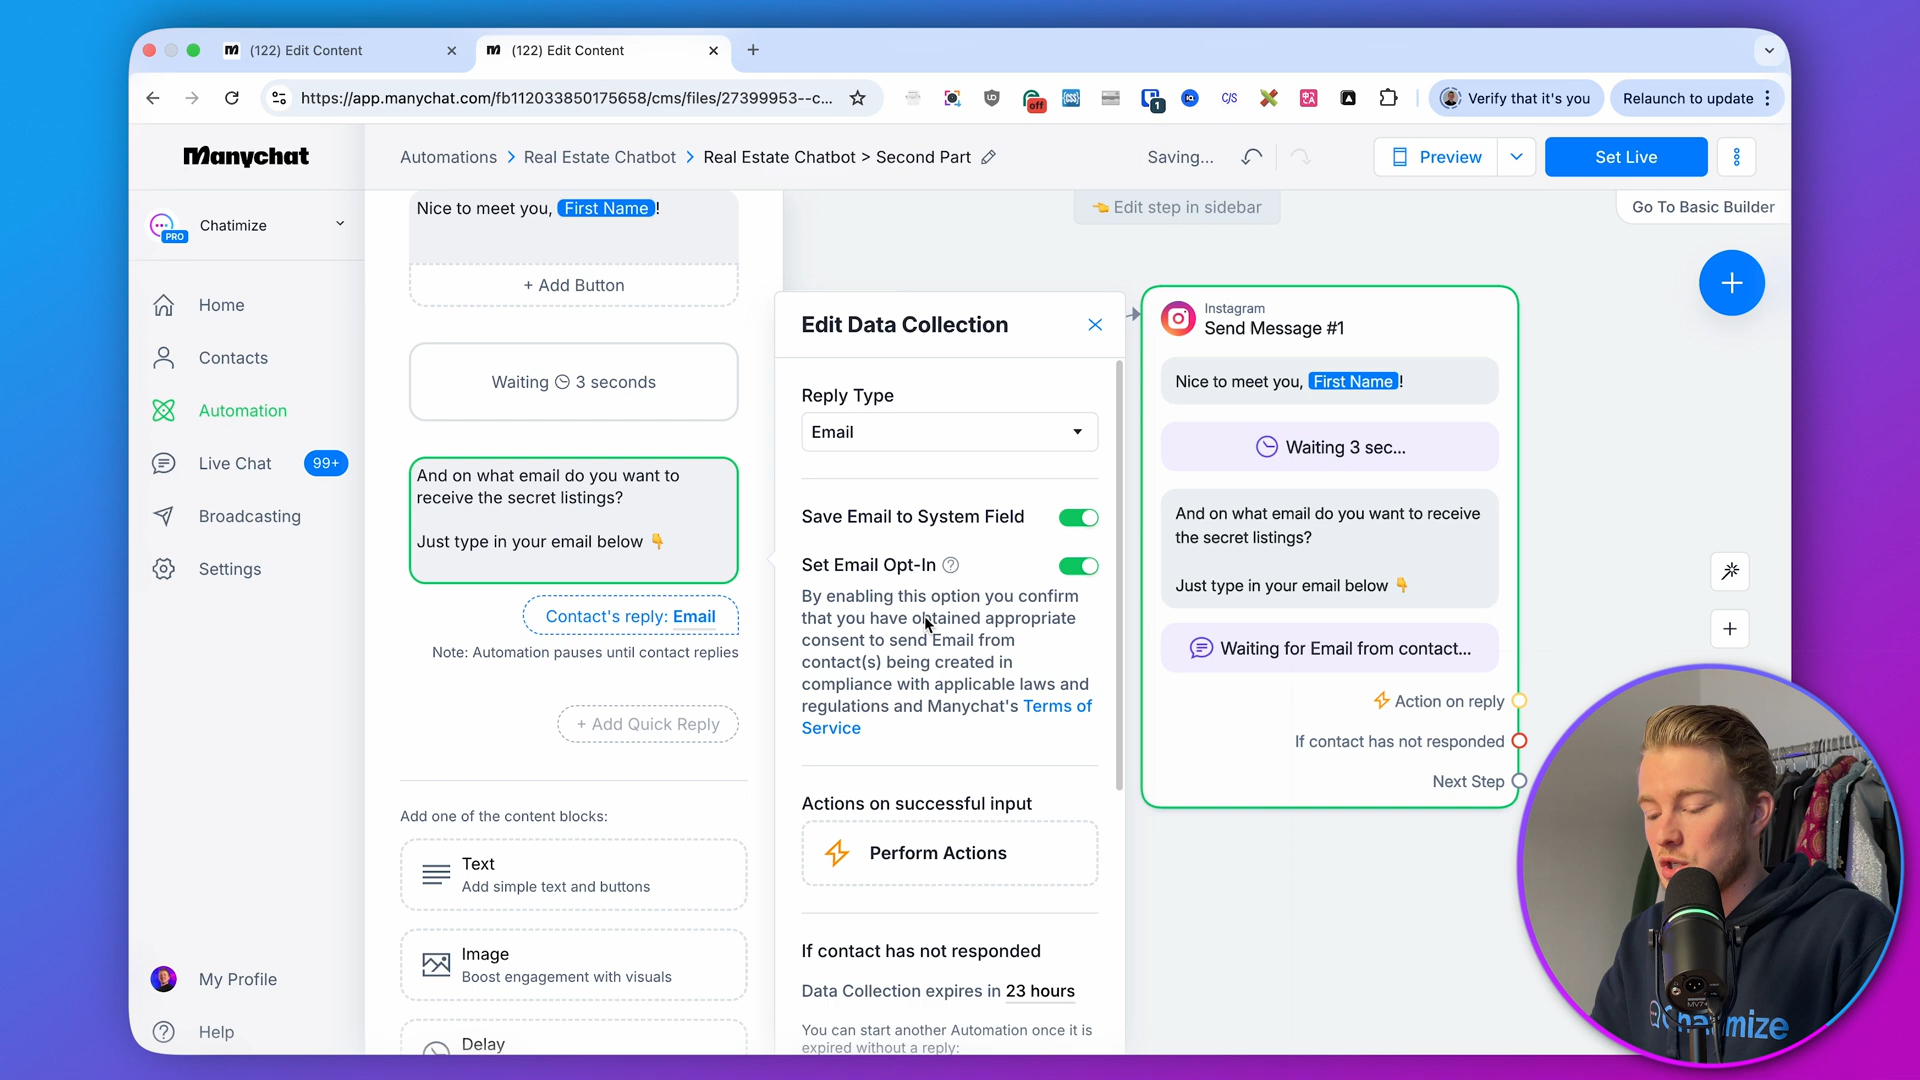 (122) Edit Content
(122) Edit Content
https://app.manychat.com/fb112033850175658/cms/files/27399953--c...
off
1
C/S
Verify that it's you
Relaunch to update
Manychat
Automations > Real Estate Chatbot > Real Estate Chatbot > Second Part
Saving...
Preview
Set Live
PRO
Chatimize
Home
Contacts
Automation
Live Chat
99+
Broadcasting
Settings
My Profile
Help
Nice to meet you, First Name!
+ Add Button
Waiting 3 seconds
And on what email do you want to
receive the secret listings?
Just type in your email below 👇
Contact's reply: Email
Note: Automation pauses until contact replies
+ Add Quick Reply
Add one of the content blocks:
Text
Add simple text and buttons
Image
Boost engagement with visuals
Delay
Edit Data Collection
Reply Type
Email
Save Email to System Field
Set Email Opt-In
By enabling this option you confirm
that you have obtained appropriate
consent to send Email from
contact(s) being created in
compliance with applicable laws and
regulations and Manychat's Terms of
Service
Actions on successful input
Perform Actions
If contact has not responded
Data Collection expires in 23 hours
You can start another Automation once it is
expired without a reply:
👈 Edit step in sidebar
Go To Basic Builder
Instagram
Send Message #1
Nice to meet you, First Name!
Waiting 3 sec...
And on what email do you want to receive
the secret listings?
Just type in your email below 👇
Waiting for Email from contact...
Action on reply
If contact has not responded
Next Step
MV7+